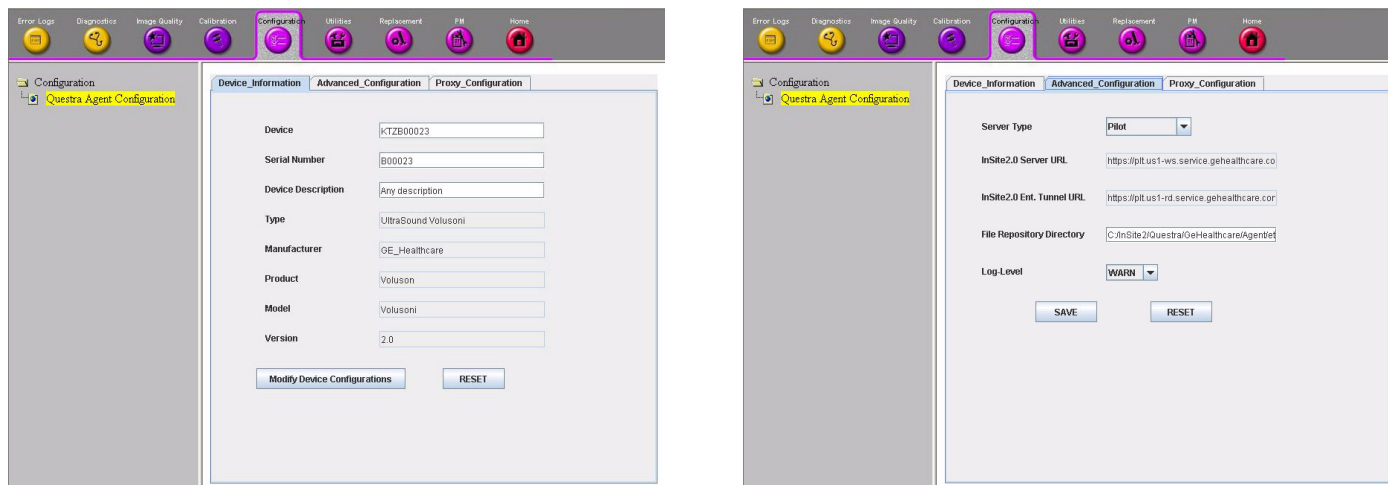 Error Logs Diagnostics Image Quality Calibration Configuration Utilities Replacement PM Home
Configuration
Questra Agent Configuration
Device_Information Advanced_Configuration Proxy_Configuration
Device KTZB00023
Serial Number B00023
Device Description Any description
Type UltraSound Volusoni
Manufacturer GE_Healthcare
Product Voluson
Model Volusoni
Version 2.0
Modify Device Configurations RESET
Error Logs Diagnostics Image Quality Calibration Configuration Utilities Replacement PM Home
Configuration
Questra Agent Configuration
Device_Information Advanced_Configuration Proxy_Configuration
Server Type Pilot
InSite2.0 Server URL https://plt.us1-ws.service.gehealthcare.co
InSite2.0 Ent. Tunnel URL https://plt.us1-rd.service.gehealthcare.cor
File Repository Directory C:/InSite2/Questra/GeHealthcare/Agent/et
Log-Level WARN
SAVE RESET